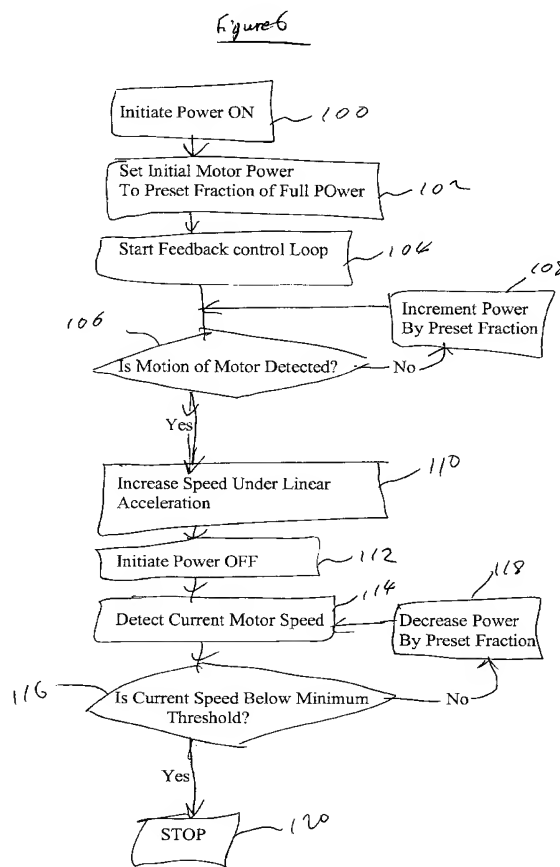 Figure 6
Initiate Power ON
100
Set Initial Motor Power
To Preset Fraction of Full POwer
102
Start Feedback control Loop
104
108
Increment Power
By Preset Fraction
106
Is Motion of Motor Detected?
No
Yes
110
Increase Speed Under Linear
Acceleration
Initiate Power OFF
112
114
Detect Current Motor Speed
118
Decrease Power
By Preset Fraction
116
Is Current Speed Below Minimum
Threshold?
No
Yes
STOP
120